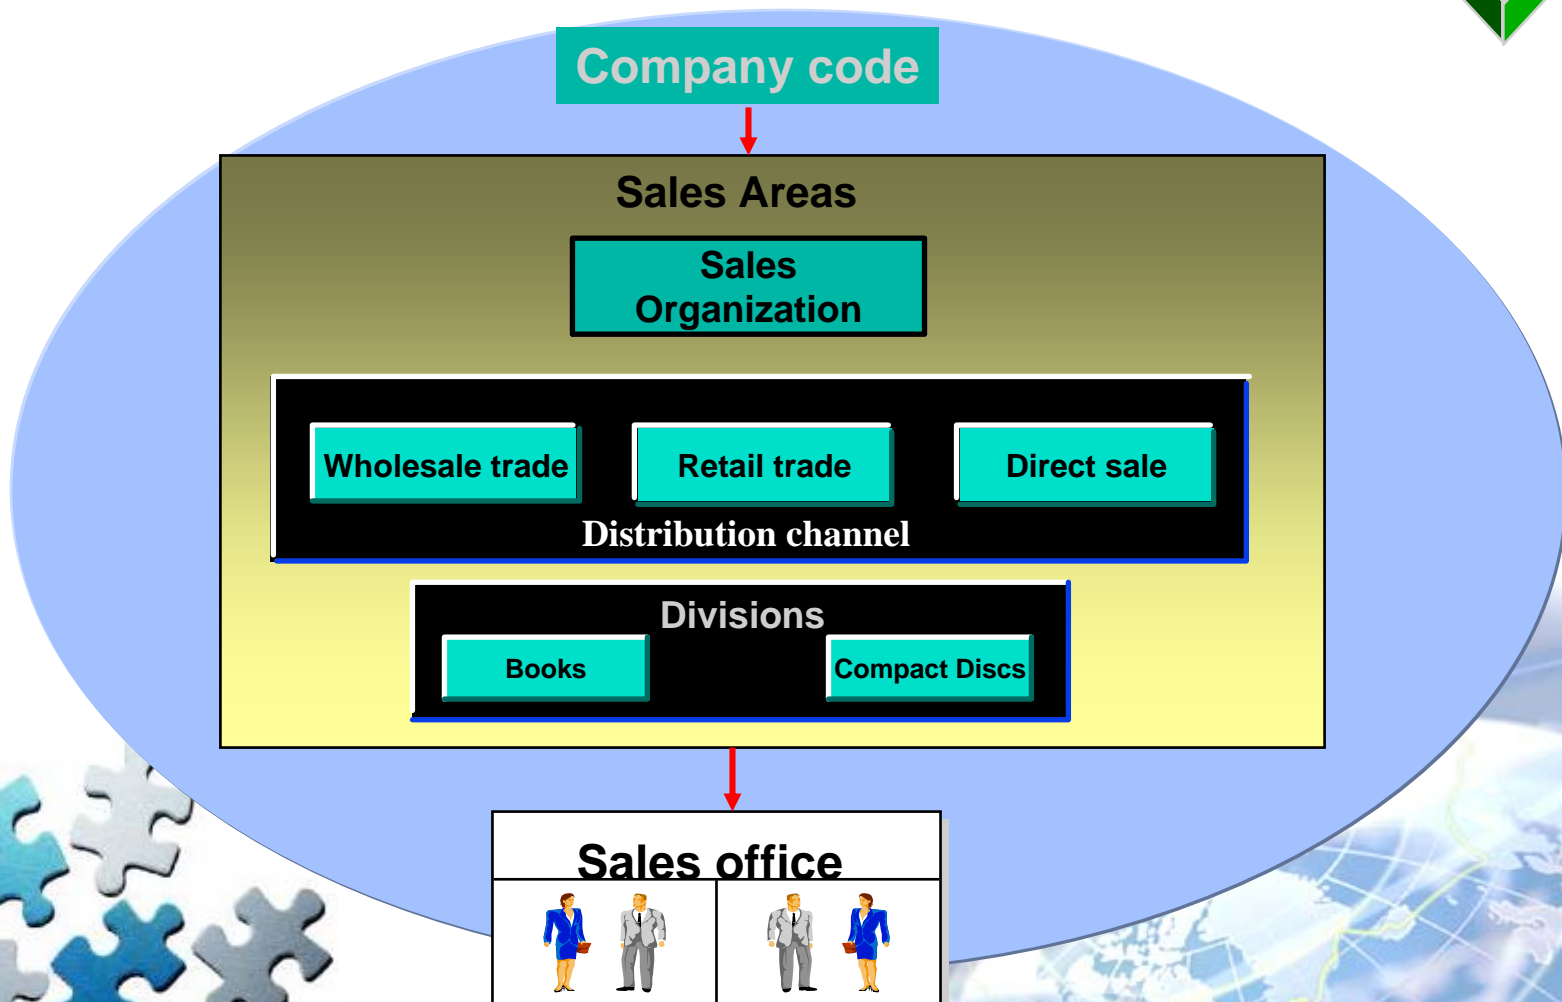 Company code
Sales Areas
Sales
Organization
Wholesale trade
Retail trade
Direct sale
Distribution channel
Divisions
Books
Compact Discs
Sales office